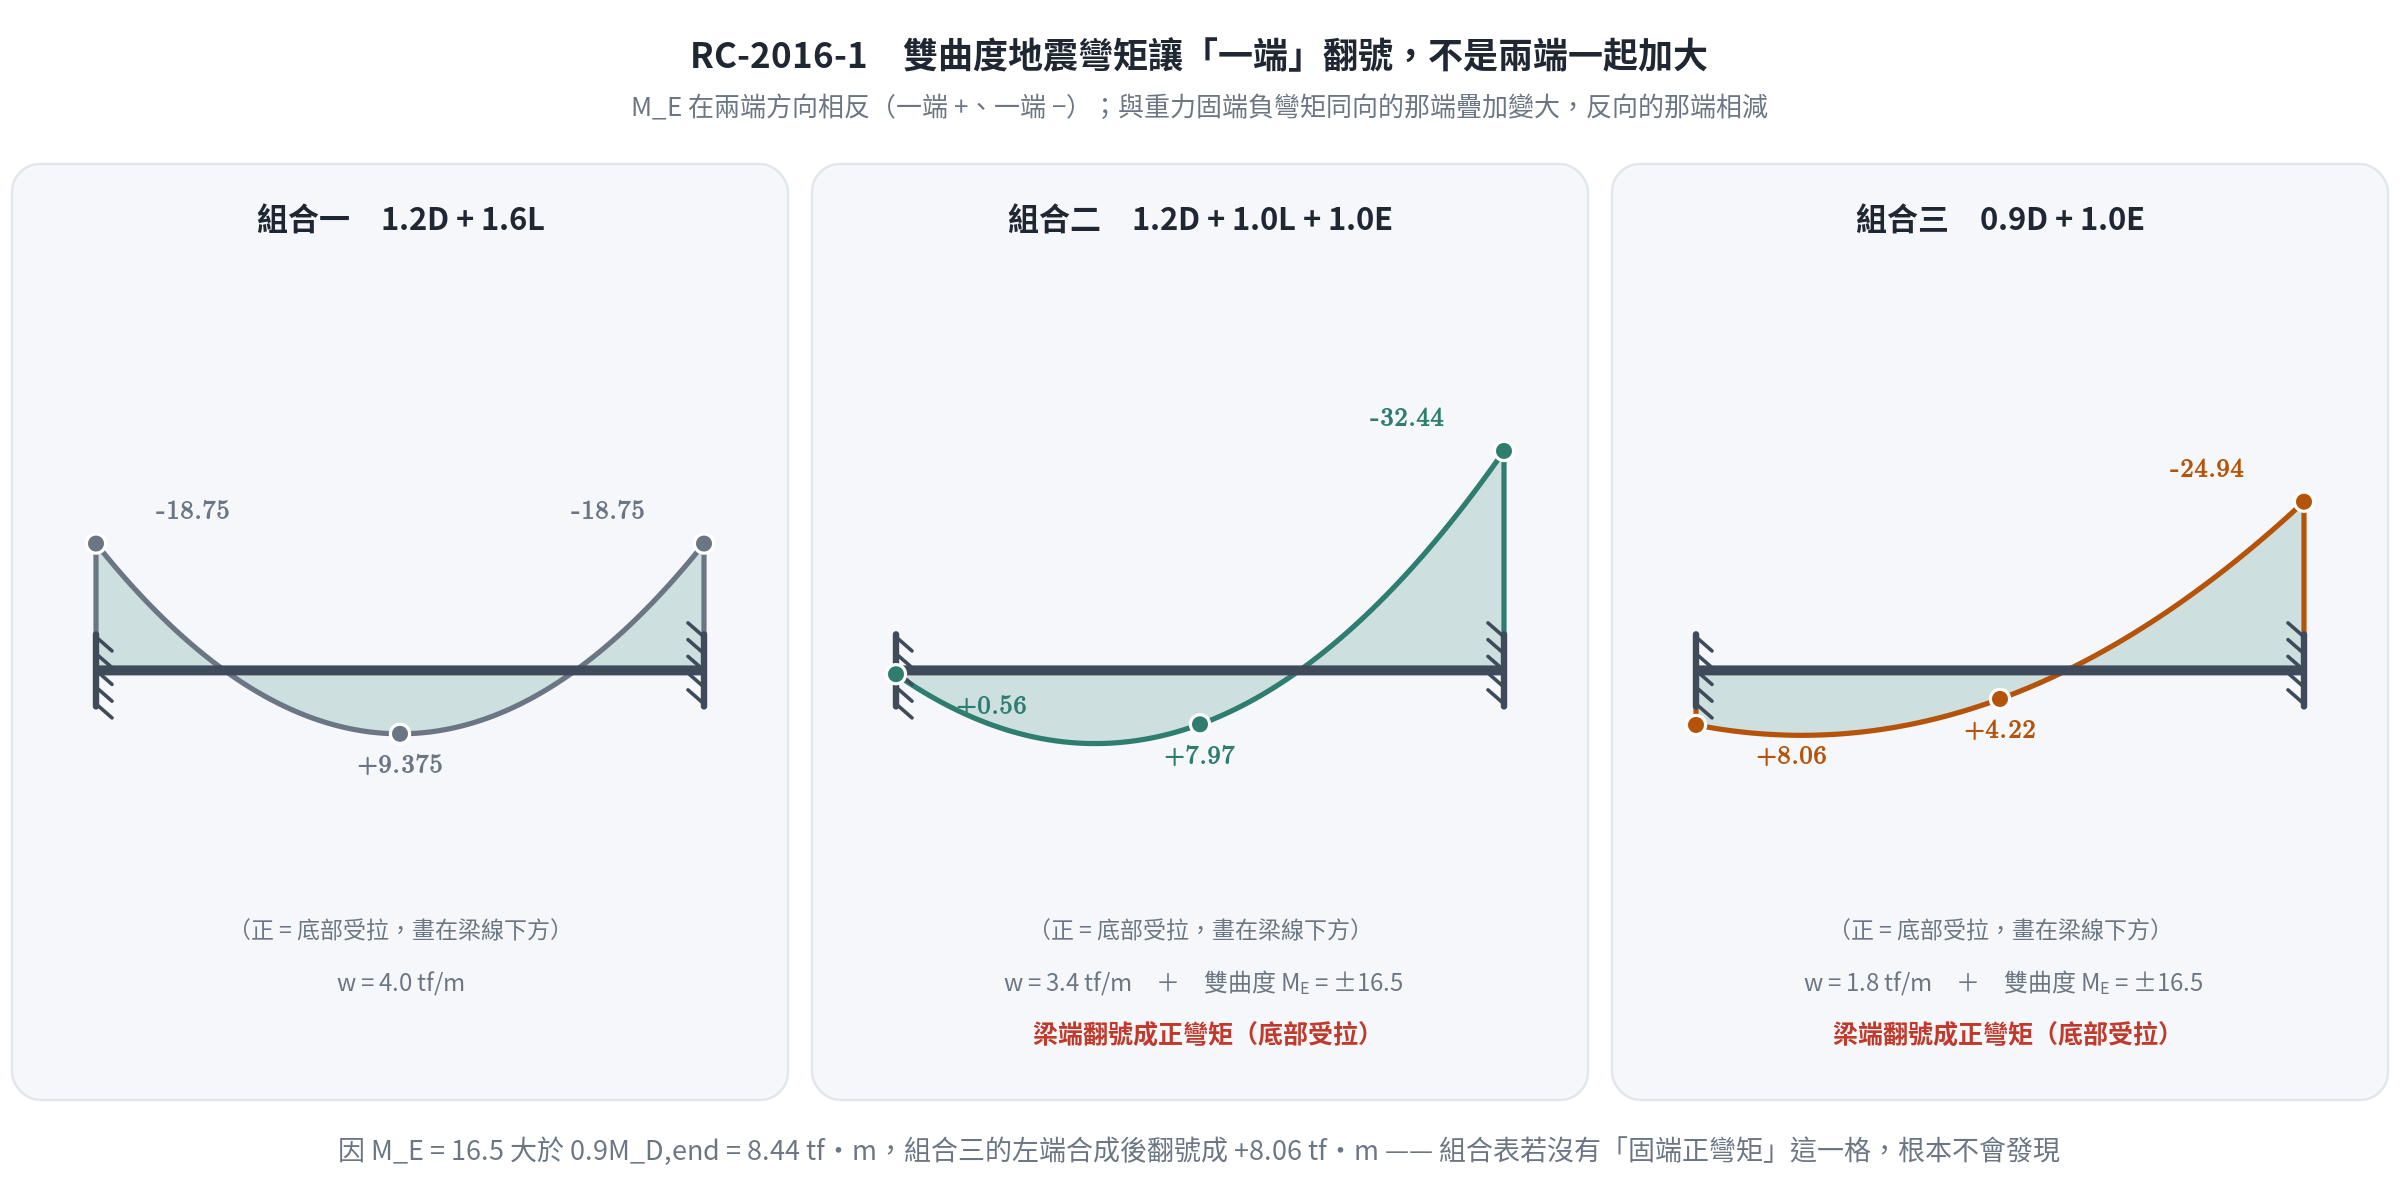 RC-2016-1　雙曲度地震彎矩讓「一端」翻號，不是兩端一起加大
M_E 在兩端方向相反（一端 +、一端 −）；與重力固端負彎矩同向的那端疊加變大，反向的那端相減
組合一　1.2D + 1.6L
-18.75
-18.75
+9.375
（正 = 底部受拉，畫在梁線下方）
w = 4.0 tf/m
組合二　1.2D + 1.0L + 1.0E
-32.44
+0.56
+7.97
（正 = 底部受拉，畫在梁線下方）
w = 3.4 tf/m　＋　雙曲度 M_E = ±16.5
梁端翻號成正彎矩（底部受拉）
組合三　0.9D + 1.0E
-24.94
+4.22
+8.06
（正 = 底部受拉，畫在梁線下方）
w = 1.8 tf/m　＋　雙曲度 M_E = ±16.5
梁端翻號成正彎矩（底部受拉）
因 M_E = 16.5 大於 0.9M_D,end = 8.44 tf・m，組合三的左端合成後翻號成 +8.06 tf・m —— 組合表若沒有「固端正彎矩」這一格，根本不會發現